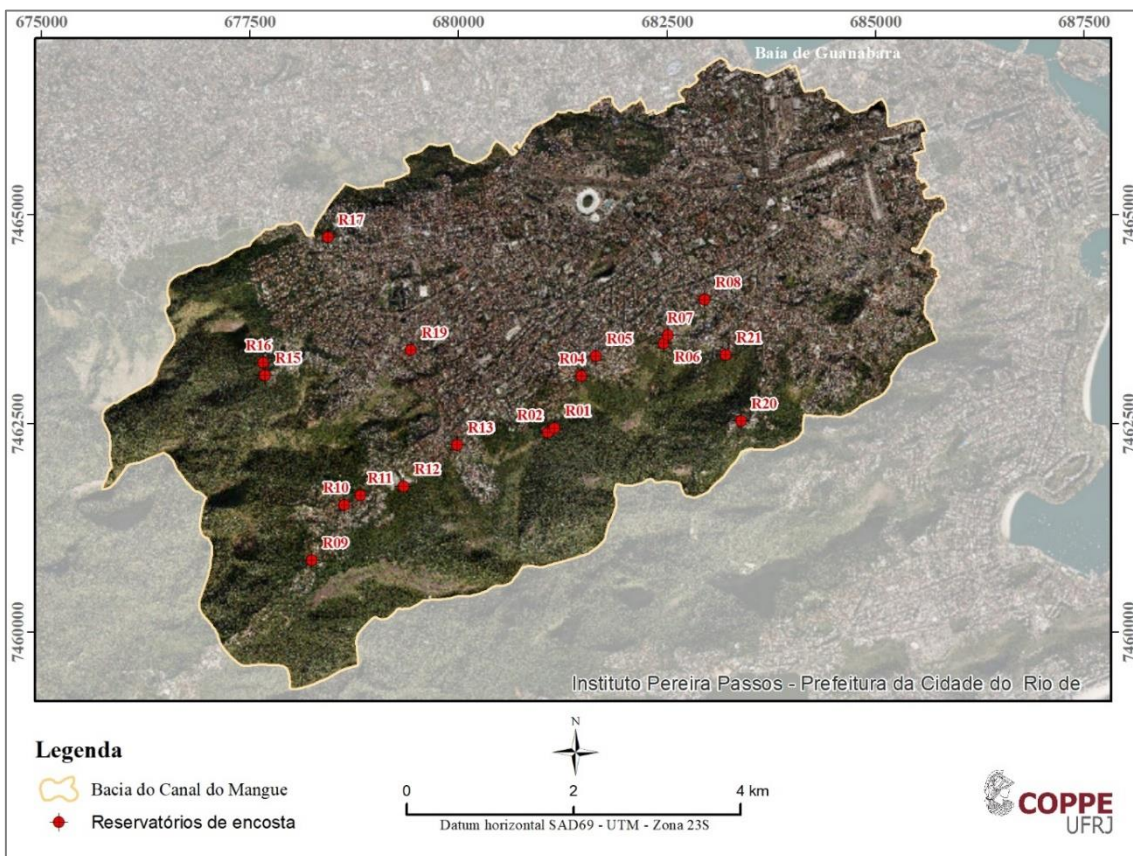 675000 677500 680000 682500 685000 687500
Baía de Guanabara
7465000 7465000
R17
R08
R07
R05
R21
R19
R06
R16
R15
R04
R20
R01
R02
R13
R12
R11
R10
R09
7462500 7462500
7460000 7460000
Instituto Pereira Passos - Prefeitura da Cidade do Rio de
Legenda
Bacia do Canal do Mangue
Reservatórios de encosta
N
0 2 4 km
Datum horizontal SAD69 - UTM - Zona 23S
COPPE
UFRJ